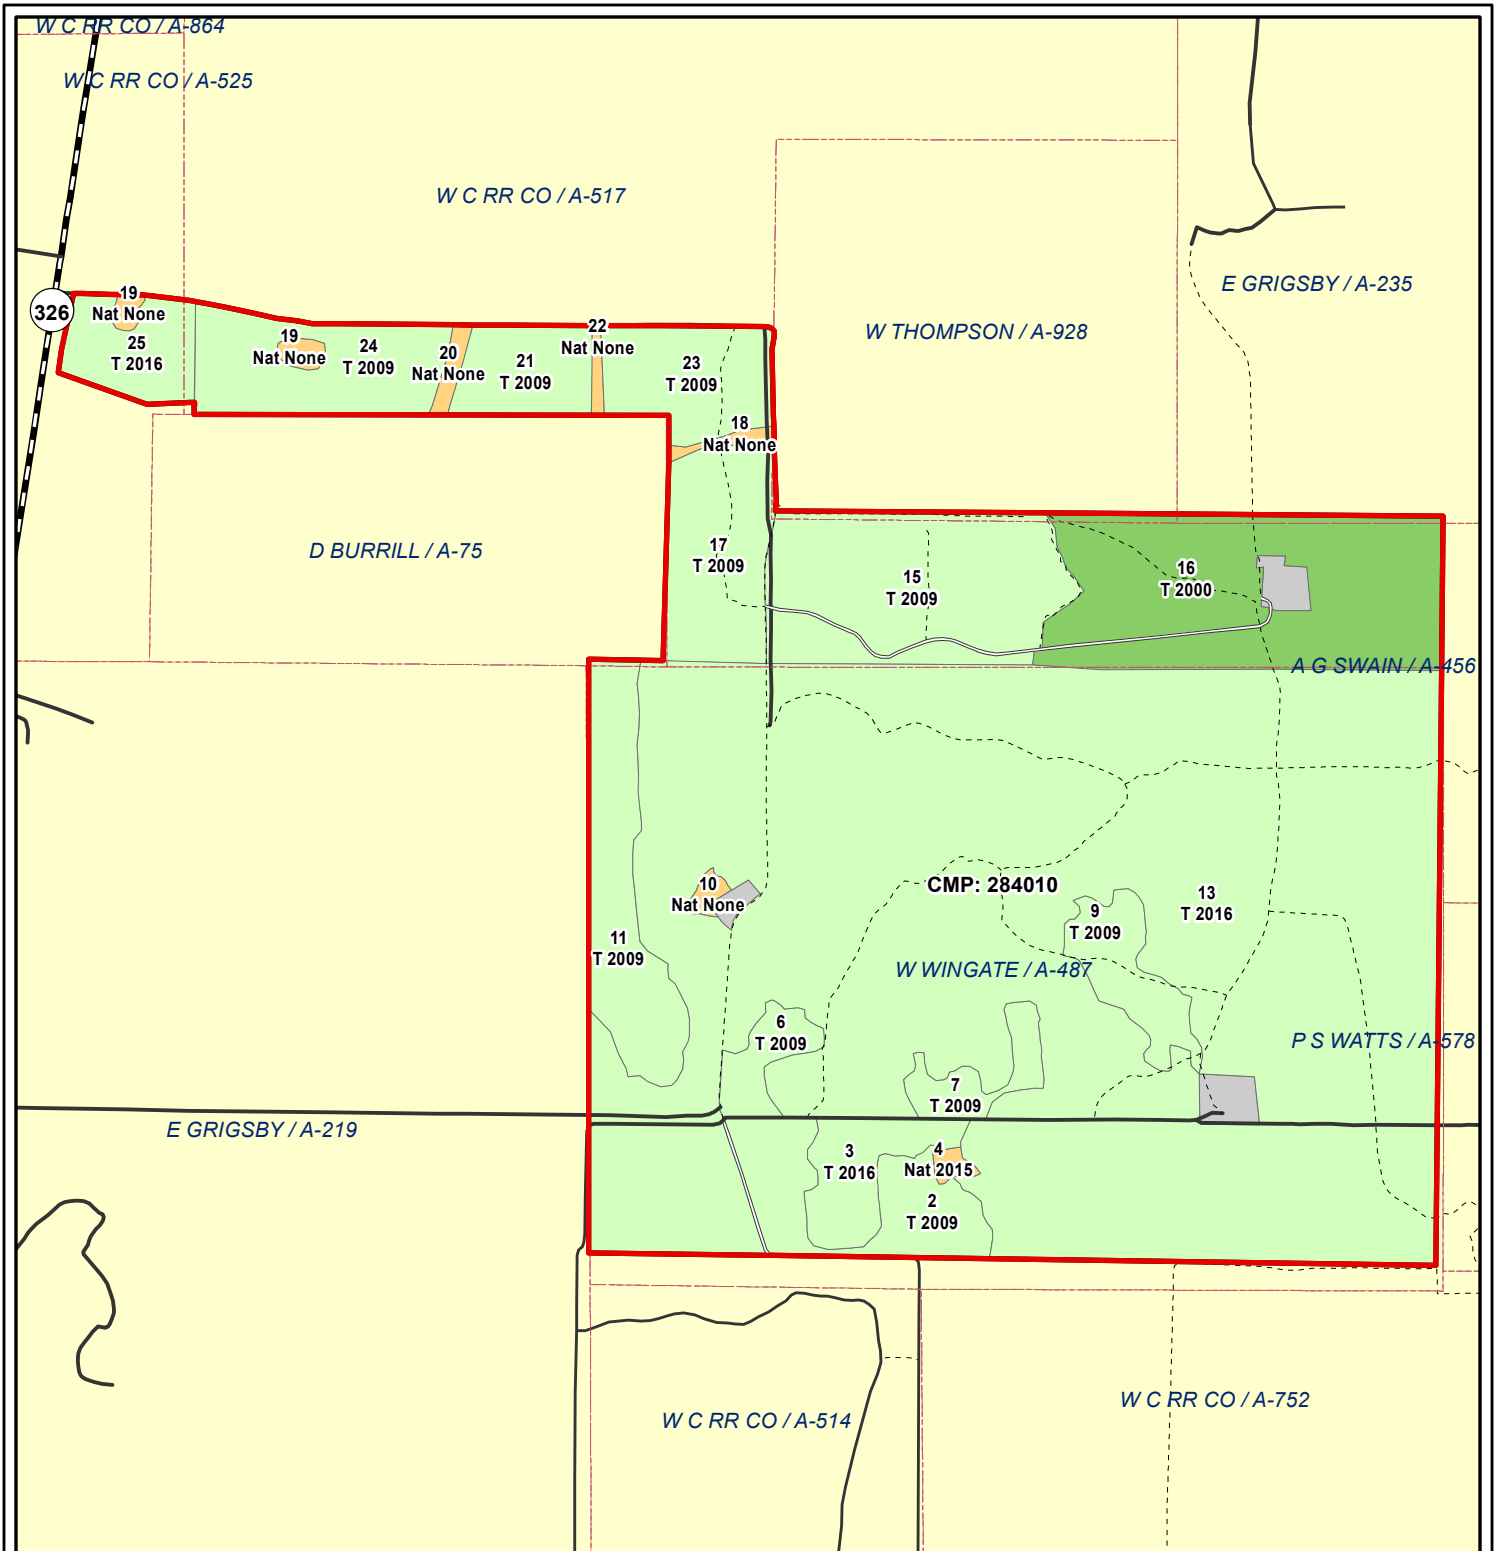 W C RR CO / A-864
W C RR CO / A-525
W C RR CO / A-517
E GRIGSBY / A-235
W THOMPSON / A-928
326
19
Nat None
25
T 2016
19
Nat None
24
T 2009
20
Nat None
21
T 2009
22
Nat None
23
T 2009
18
Nat None
D BURRILL / A-75
17
T 2009
15
T 2009
16
T 2000
A G SWAIN / A-456
10
Nat None
CMP: 284010
13
T 2016
9
T 2009
11
T 2009
W WINGATE / A-487
6
T 2009
P S WATTS / A-578
7
T 2009
E GRIGSBY / A-219
3
T 2016
4
Nat 2015
2
T 2009
W C RR CO / A-514
W C RR CO / A-752